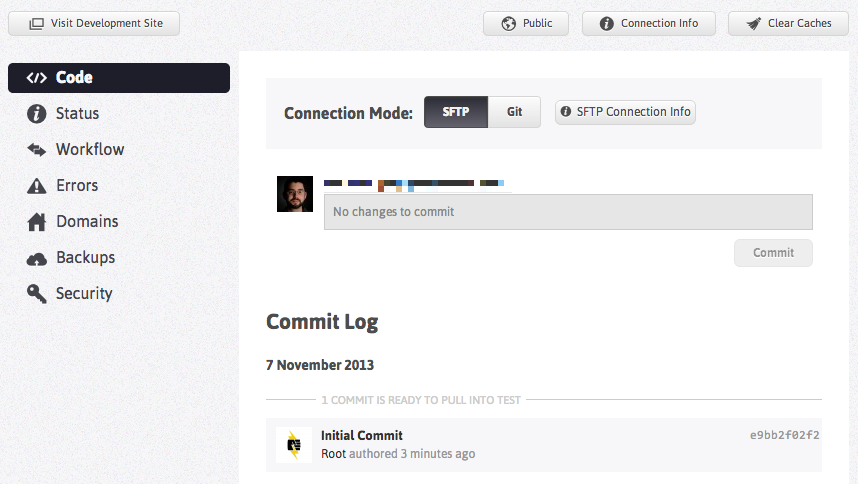 Visit Development Site
Public
Connection Info
Clear Caches
Code
Status
Workflow
Errors
Domains
Backups
Security
Connection Mode:
SFTP
Git
SFTP Connection Info
No changes to commit
Commit
Commit Log
7 November 2013
1 COMMIT IS READY TO PULL INTO TEST
Initial Commit
e9bb2f02f2
Root authored 3 minutes ago